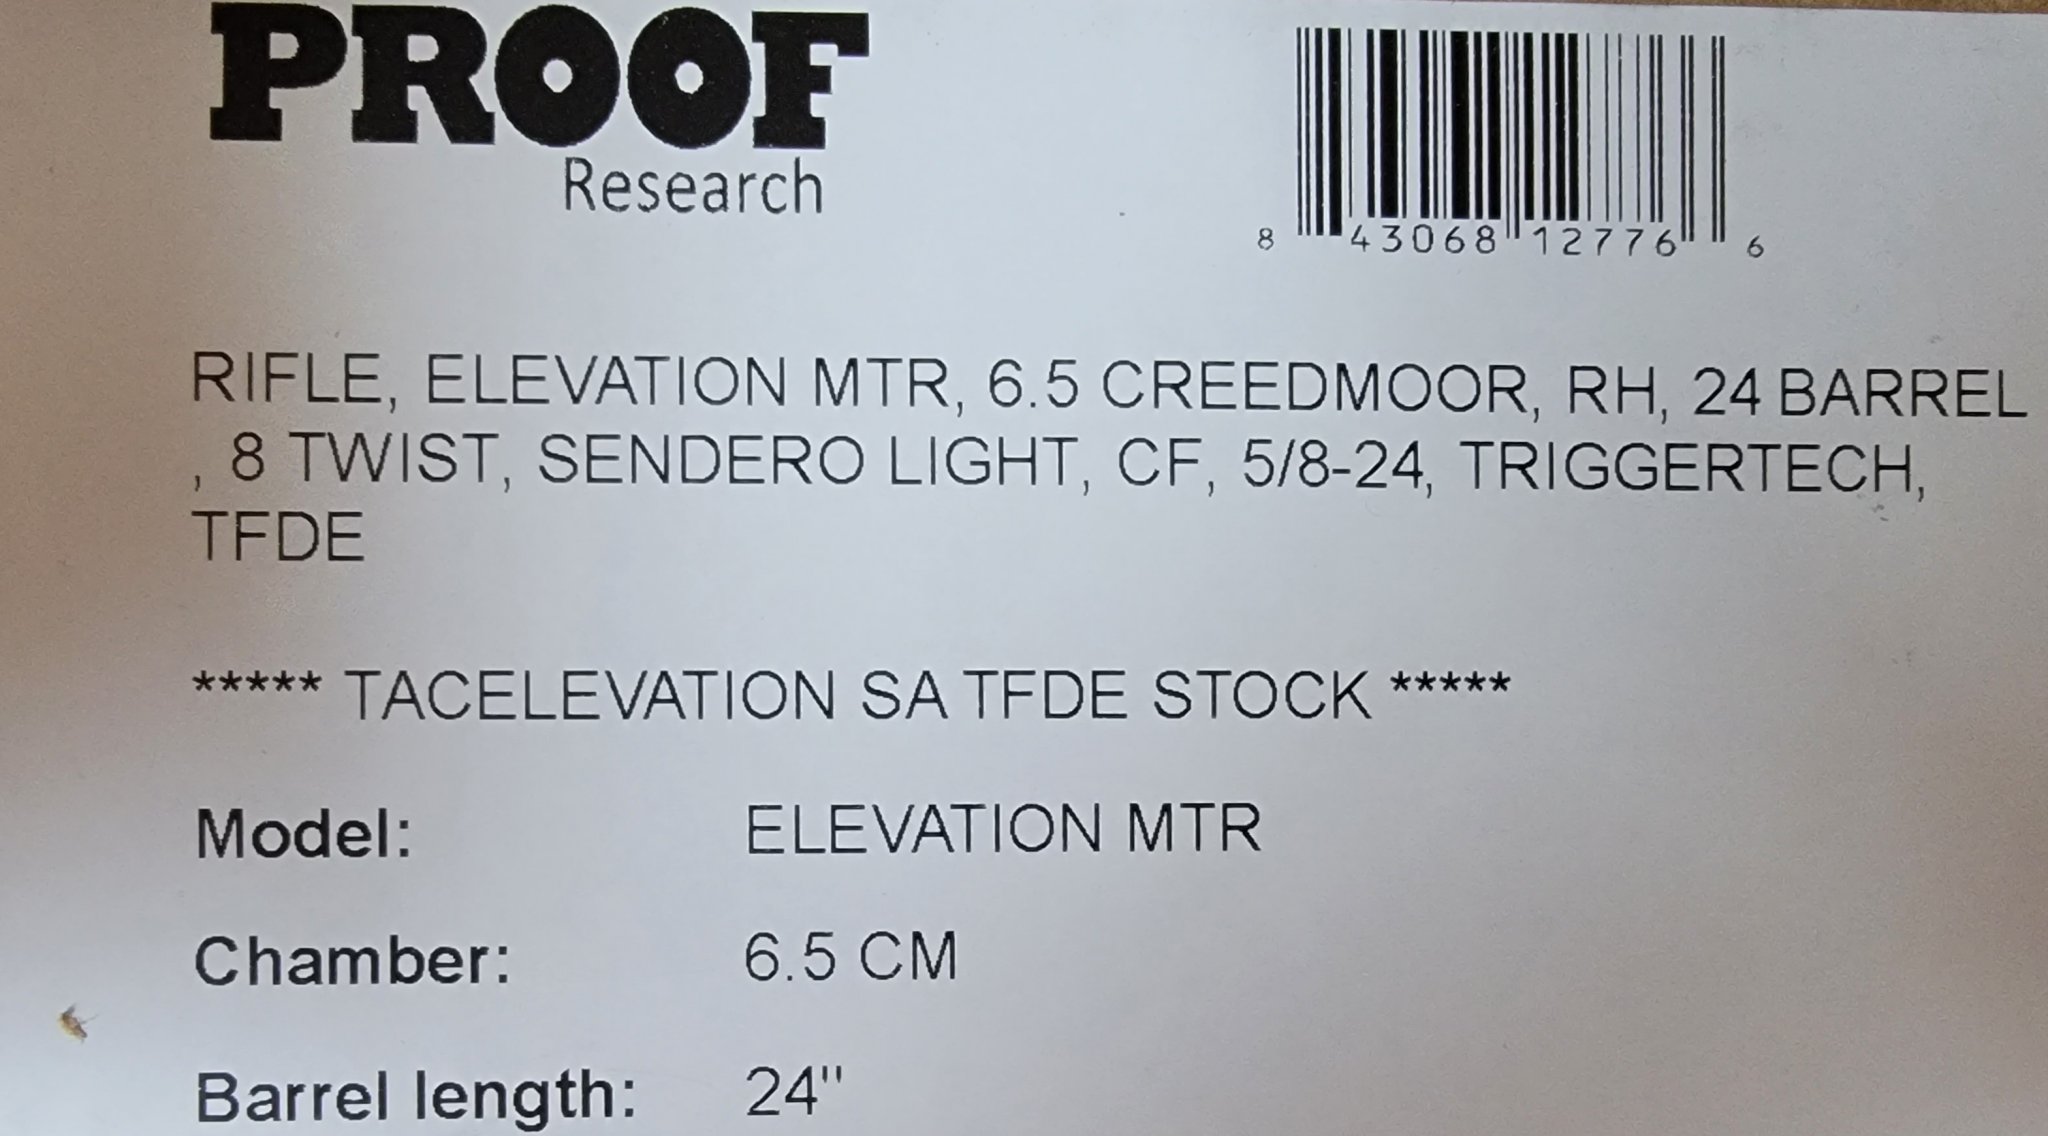 PROOF
Research
8 43068 12776 6
RIFLE, ELEVATION MTR, 6.5 CREEDMOOR, RH, 24 BARREL
, 8 TWIST, SENDERO LIGHT, CF, 5/8-24, TRIGGERTECH,
TFDE
***** TACELEVATION SA TFDE STOCK *****
Model: ELEVATION MTR
Chamber: 6.5 CM
Barrel length: 24"